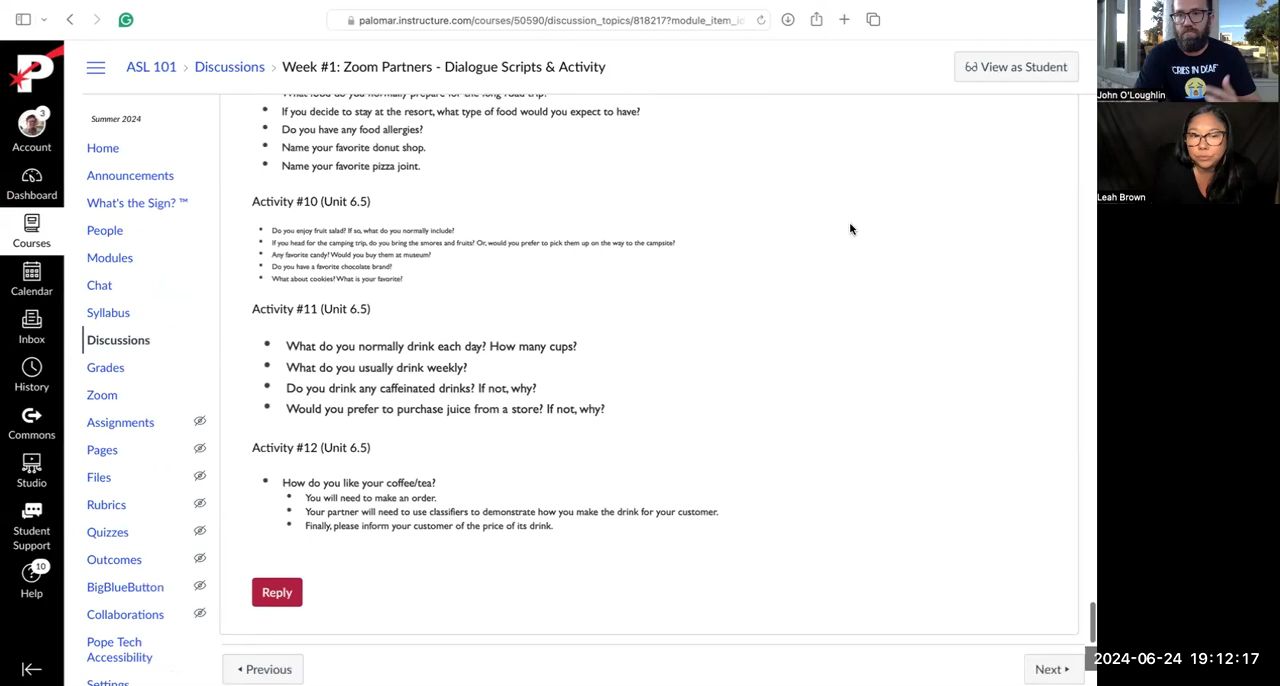 palomar.instructure.com/courses/50590/discussion_topics/818217?module_item_id
ASL 101 > Discussions > Week #1: Zoom Partners - Dialogue Scripts & Activity
View as Student
John O'Loughlin
Leah Brown
3
Account
Dashboard
Courses
Calendar
Inbox
History
Commons
Studio
Student
Support
10
Help
Summer 2024
Home
Announcements
What's the Sign? ™
People
Modules
Chat
Syllabus
Discussions
Grades
Zoom
Assignments
Pages
Files
Rubrics
Quizzes
Outcomes
BigBlueButton
Collaborations
Pope Tech
Accessibility
Settings
What food do you normally prepare for the long road trip?
If you decide to stay at the resort, what type of food would you expect to have?
Do you have any food allergies?
Name your favorite donut shop.
Name your favorite pizza joint.
Activity #10 (Unit 6.5)
Do you enjoy fruit salad? If so, what do you normally include?
If you head for the camping trip, do you bring the smores and fruits? Or, would you prefer to pick them up on the way to the campsite?
Any favorite candy? Would you buy them at museum?
Do you have a favorite chocolate brand?
What about cookies? What is your favorite?
Activity #11 (Unit 6.5)
What do you normally drink each day? How many cups?
What do you usually drink weekly?
Do you drink any caffeinated drinks? If not, why?
Would you prefer to purchase juice from a store? If not, why?
Activity #12 (Unit 6.5)
How do you like your coffee/tea?
You will need to make an order.
Your partner will need to use classifiers to demonstrate how you make the drink for your customer.
Finally, please inform your customer of the price of its drink.
Reply
Previous
Next
2024-06-24 19:12:17